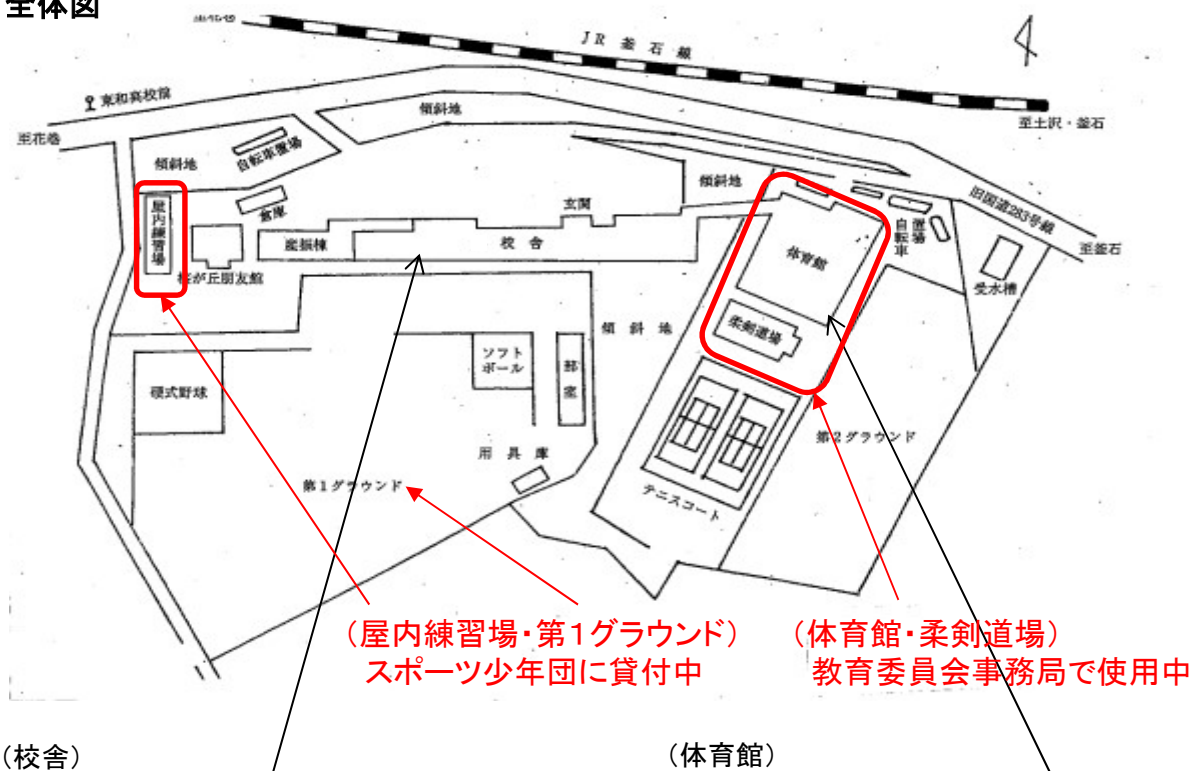 全体図
JR釜石線
東和高校前
至花巻
傾斜地
至土沢・釜石
傾斜地
自転車置場
倉庫
屋内練習場
桜が丘朋友館
産振棟
校舎
玄関
傾斜地
旧国道283号線
至釜石
自転車置場
受水槽
体育館
柔剣道場
傾斜地
硬式野球
ソフトボール
部室
用具庫
第1グラウンド
第2グラウンド
テニスコート
(屋内練習場・第1グラウンド)
スポーツ少年団に貸付中
(体育館・柔剣道場)
教育委員会事務局で使用中
(校舎)
(体育館)